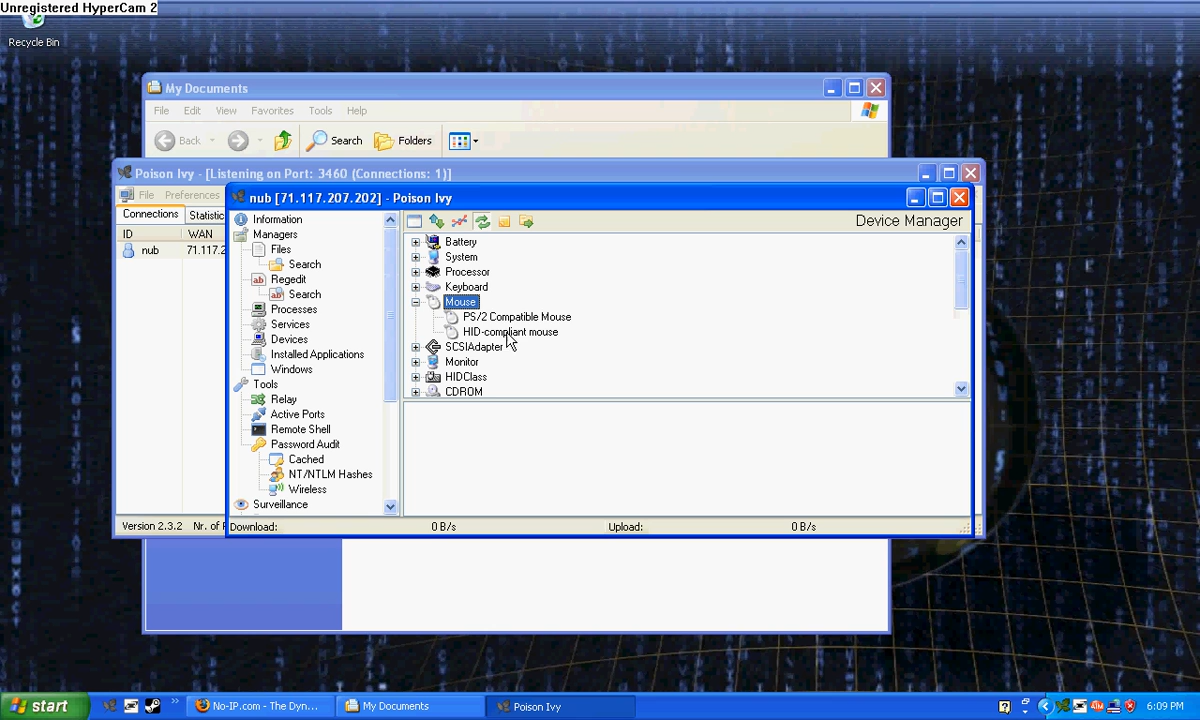 Unregistered HyperCam 2
Recycle Bin
My Documents
File Edit View Favorites Tools Help
Back Search Folders
Poison Ivy - [Listening on Port: 3460 (Connections: 1)]
File Preferences
Connections Statistic
ID WAN
nub 71.117.2
Version 2.3.2 Nr. of
nub [71.117.207.202] - Poison Ivy
Device Manager
Information
Managers
Files
Search
Regedit
Search
Processes
Services
Devices
Installed Applications
Windows
Tools
Relay
Active Ports
Remote Shell
Password Audit
Cached
NT/NTLM Hashes
Wireless
Surveillance
Battery
System
Processor
Keyboard
Mouse
PS/2 Compatible Mouse
HID-compliant mouse
SCSIAdapter
Monitor
HIDClass
CDROM
Download: 0 B/s Upload: 0 B/s
start No-IP.com - The Dyn... My Documents Poison Ivy 6:09 PM